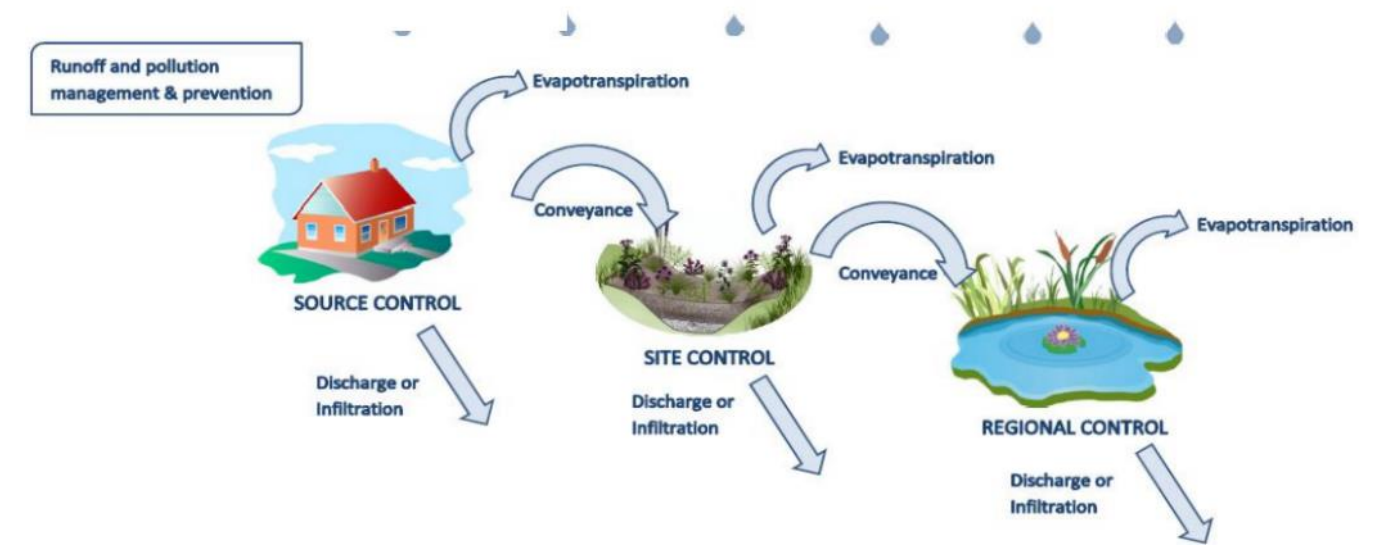 Runoff and pollution
management & prevention
Evapotranspiration
Conveyance
SOURCE CONTROL
Discharge or
Infiltration
Evapotranspiration
Conveyance
SITE CONTROL
Discharge or
Infiltration
Evapotranspiration
REGIONAL CONTROL
Discharge or
Infiltration